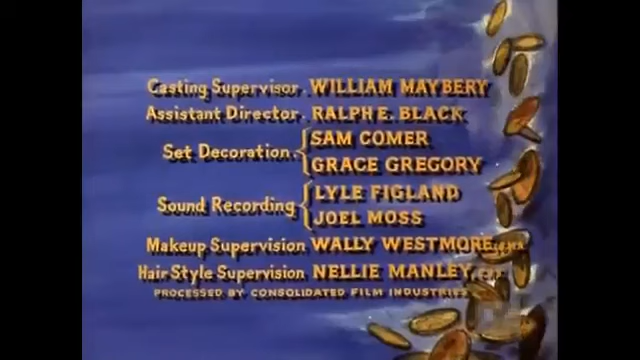 Casting Supervisor. WILLIAM MAYBERY
Assistant Director. RALPH E. BLACK
Set Decoration SAM COMER
GRACE GREGORY
Sound Recording LYLE FIGLAND
JOEL MOSS
Makeup Supervision WALLY WESTMORE
Hair Style Supervision NELLIE MANLEY
PROCESSED BY CONSOLIDATED FILM INDUSTRIES